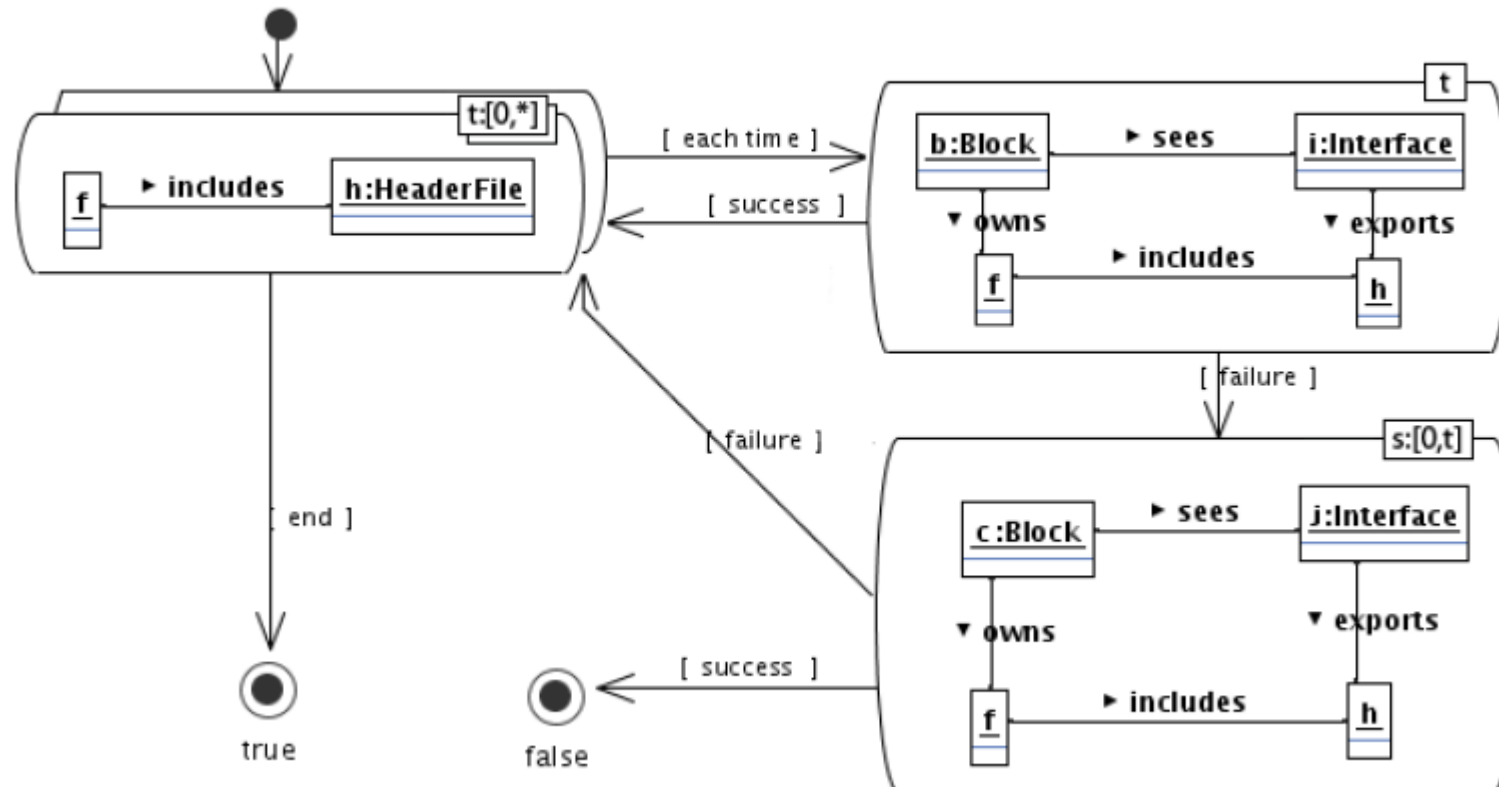 t:[0,*]
f
▸ includes
h:HeaderFile
[ each time ]
[ success ]
t
b:Block
▸ sees
i:Interface
▾ owns
▾ exports
f
▸ includes
h
[ failure ]
[ failure ]
s:[0,t]
c:Block
▸ sees
j:Interface
▾ owns
▾ exports
f
▸ includes
h
[ end ]
[ success ]
true
false